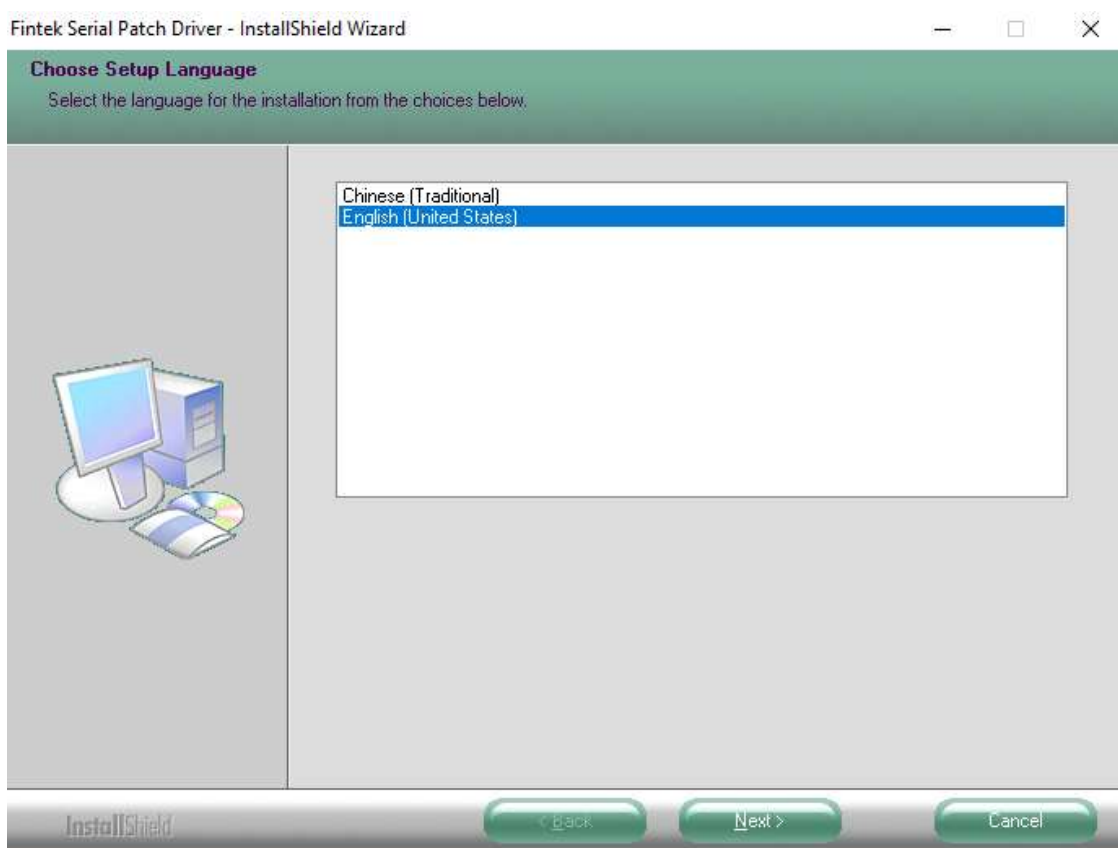 Fintek Serial Patch Driver - InstallShield Wizard
Choose Setup Language
Select the language for the installation from the choices below.
Chinese (Traditional)
English (United States)
InstallShield
< Back
Next >
Cancel